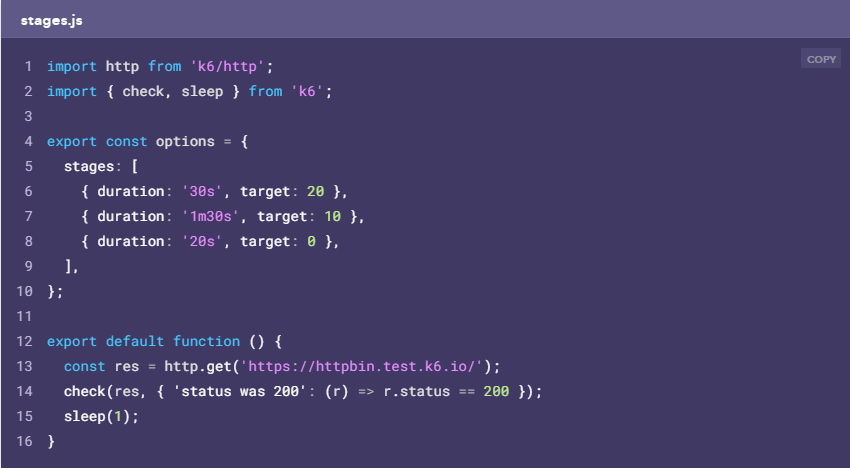 stages.js
COPY
1 import http from 'k6/http';
2 import { check, sleep } from 'k6';
3
4 export const options = {
5   stages: [
6     { duration: '30s', target: 20 },
7     { duration: '1m30s', target: 10 },
8     { duration: '20s', target: 0 },
9   ],
10 };
11
12 export default function () {
13   const res = http.get('https://httpbin.test.k6.io/');
14   check(res, { 'status was 200': (r) => r.status == 200 });
15   sleep(1);
16 }